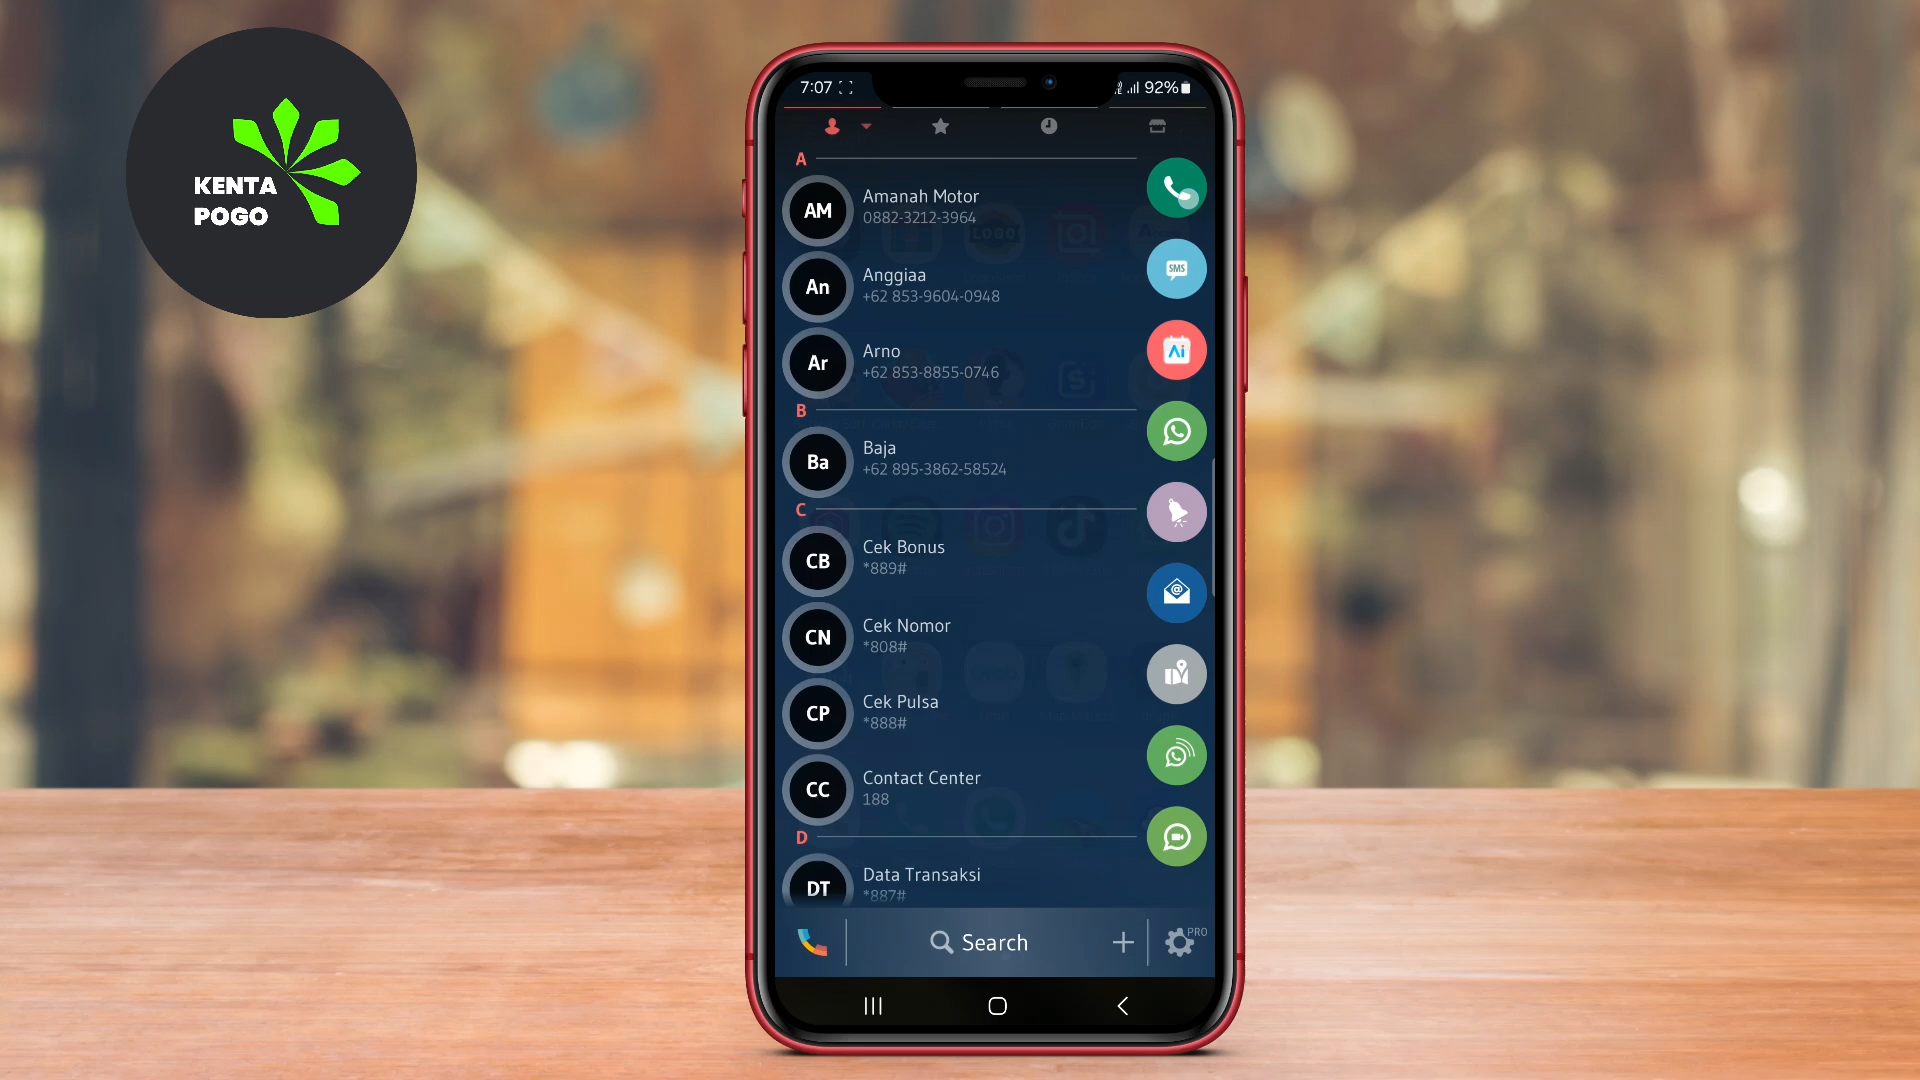 KENTA
POGO
7:07
92%
A
AM
Amanah Motor
0882-3212-3964
An
Anggiaa
+62 853-9604-0948
Ar
Arno
+62 853-8855-0746
B
Ba
Baja
+62 895-3862-58524
C
CB
Cek Bonus
*889#
CN
Cek Nomor
*808#
CP
Cek Pulsa
*888#
CC
Contact Center
188
D
DT
Data Transaksi
*887#
SMS
Ai
@
Search
PRO